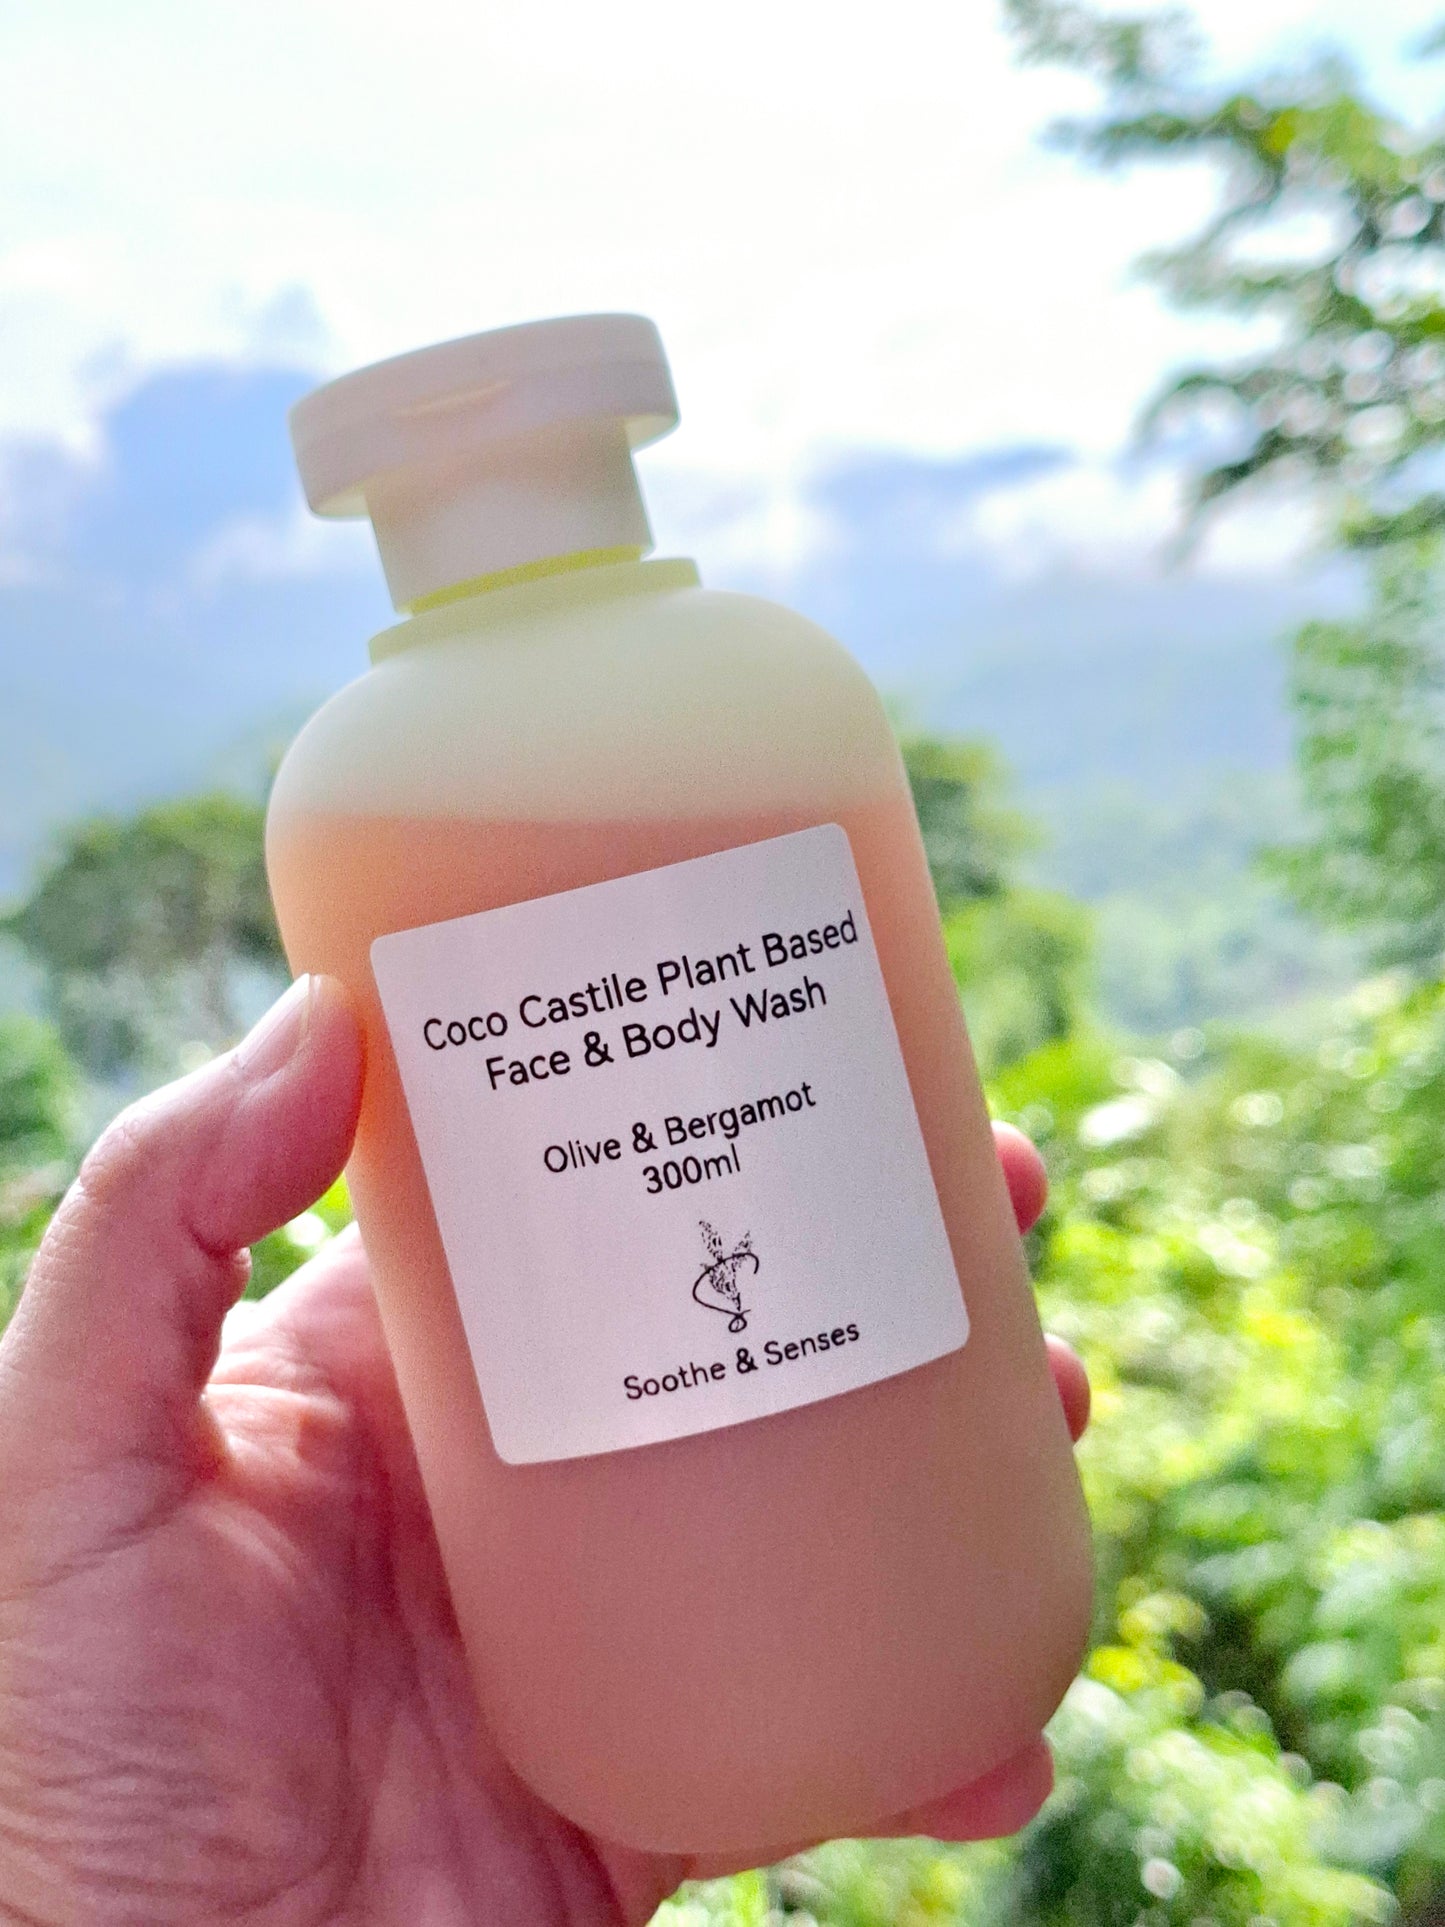 Coco Castile Plant Based
Face & Body Wash
Olive & Bergamot
300ml
Soothe & Senses